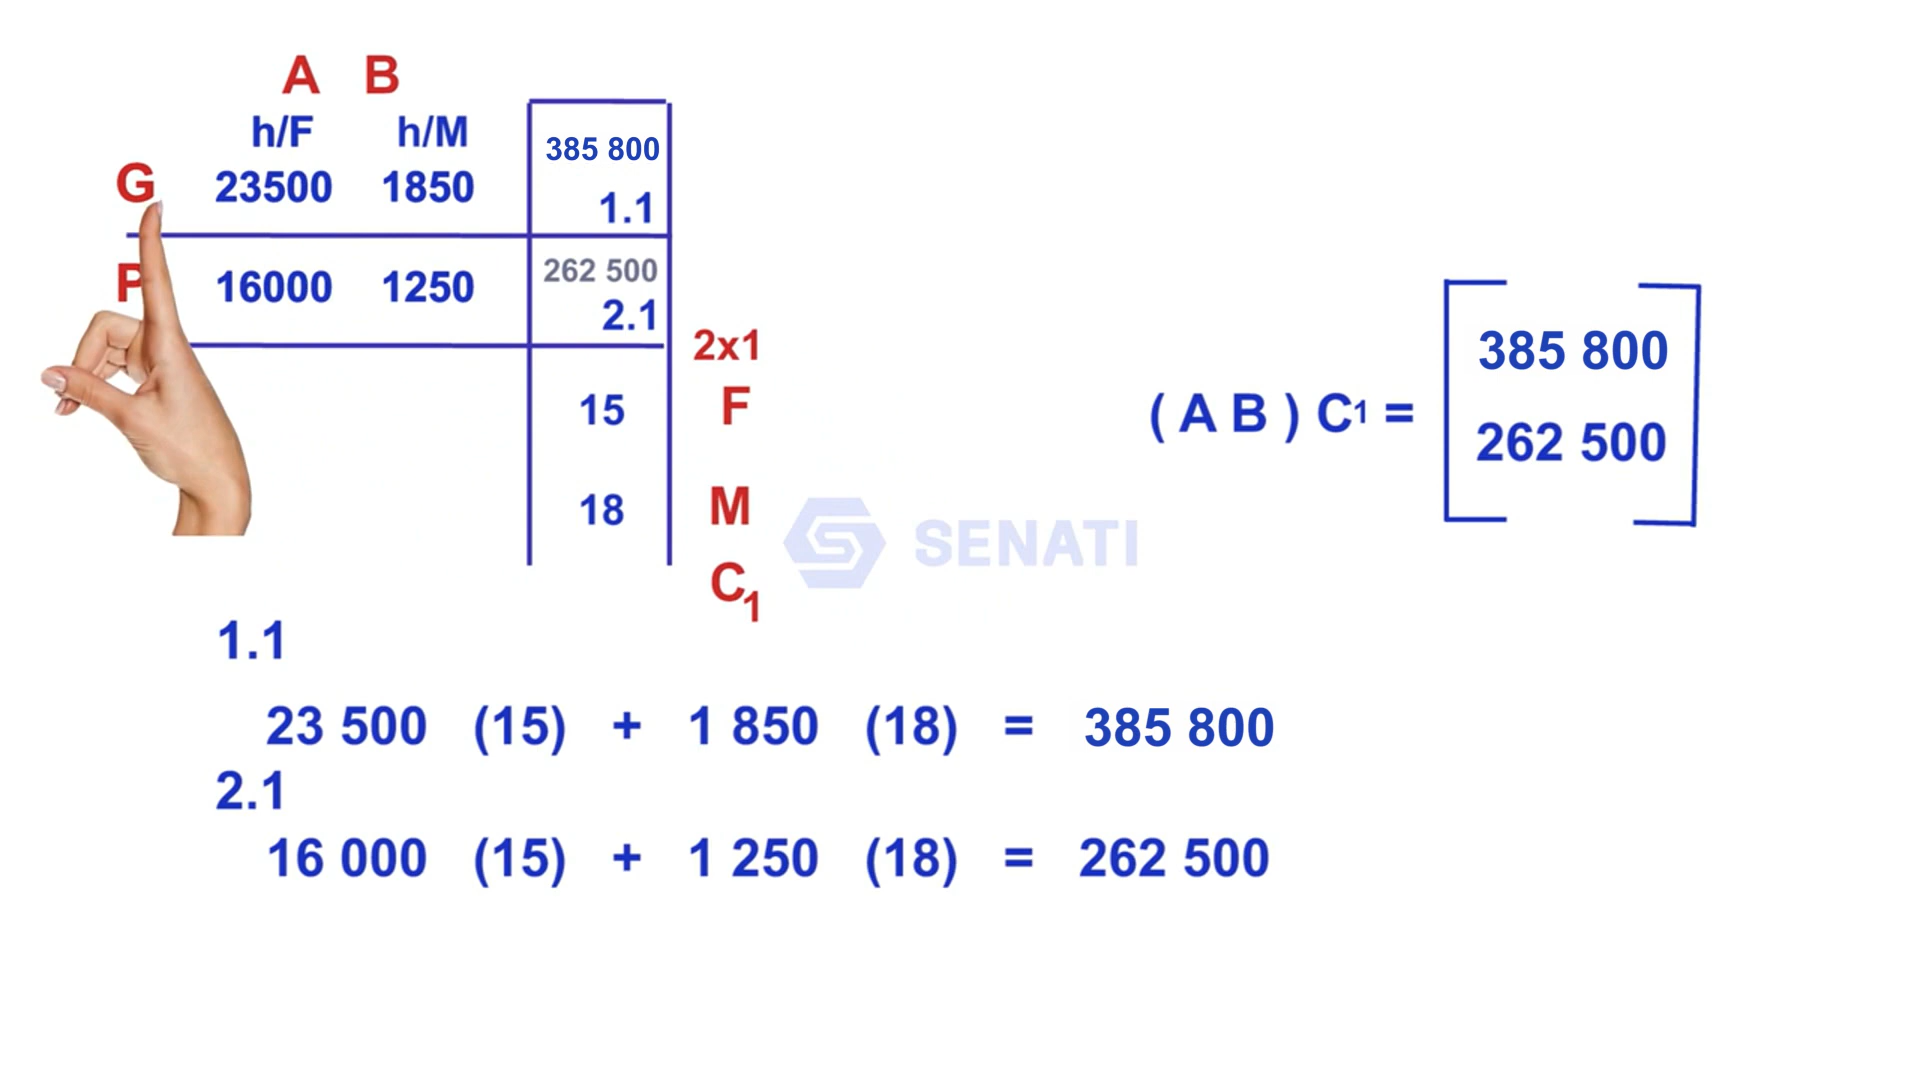 A B
h/F h/M
385 800
G 23500 1850
1.1
262 500
P 16000 1250
2.1
2x1
15 F
18 M
C1
( A B ) C1 =
385 800
262 500
SENATI
1.1
23 500 (15) + 1 850 (18) = 385 800
2.1
16 000 (15) + 1 250 (18) = 262 500